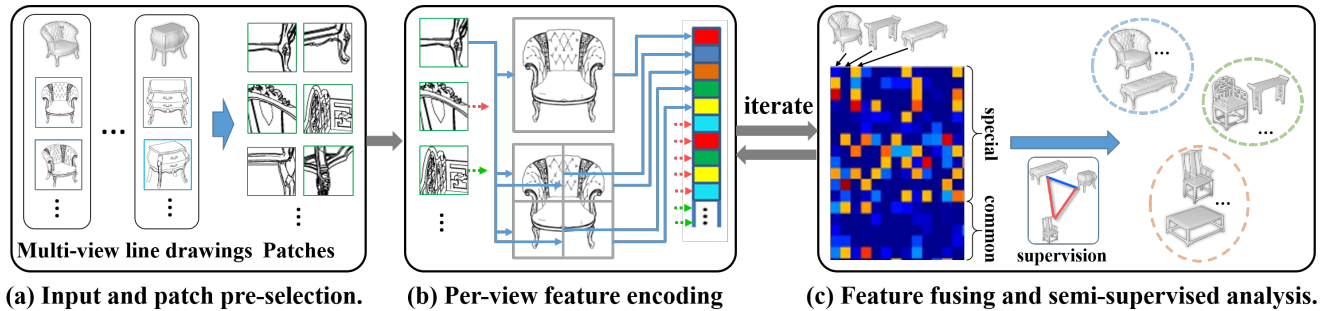 Multi-view line drawings Patches
iterate
special
common
supervision
(a) Input and patch pre-selection.
(b) Per-view feature encoding
(c) Feature fusing and semi-supervised analysis.